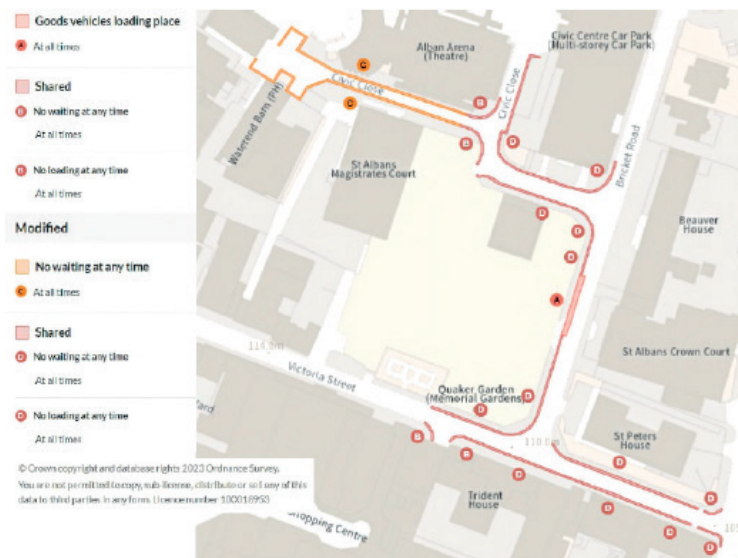 Goods vehicles loading place
A At all times
Shared
B No waiting at any time
At all times
B No loading at any time
At all times
Modified
No waiting at any time
C At all times
Shared
D No waiting at any time
At all times
D No loading at any time
At all times
© Crown copyright and database rights 2023 Ordnance Survey.
You are not permitted to copy, sub-license, distribute or sell any of this
data to third parties in any form. Licence number 100018953
Alban Arena
(Theatre)
Civic Centre Car Park
(Multi-storey Car Park)
C
Civic Close
C
Civic Close
B
B
D
D
Waterend Barn (PH)
St Albans
Magistrates Court
Bricket Road
D
D
D
Beauver
House
A
114.0m
St Albans Crown Court
Victoria Street
Quaker Garden
(Memorial Gardens)
D
D
B
B
110.0m
St Peters
House
D
D
D
Trident
House
D
D
D
D
Shopping Centre